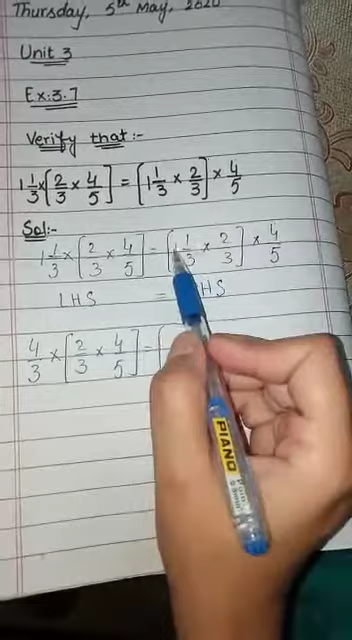 Thursday, 5th May, 2020
Unit 3
Ex:3.7
Verify that:-
1 1/3 × [2/3 × 4/5] = [1 1/3 × 2/3] × 4/5
Sol:-
1 1/3 × [2/3 × 4/5] = [1 1/3 × 2/3] × 4/5
LHS = HS
4/3 × [2/3 × 4/5] = [
PIANO